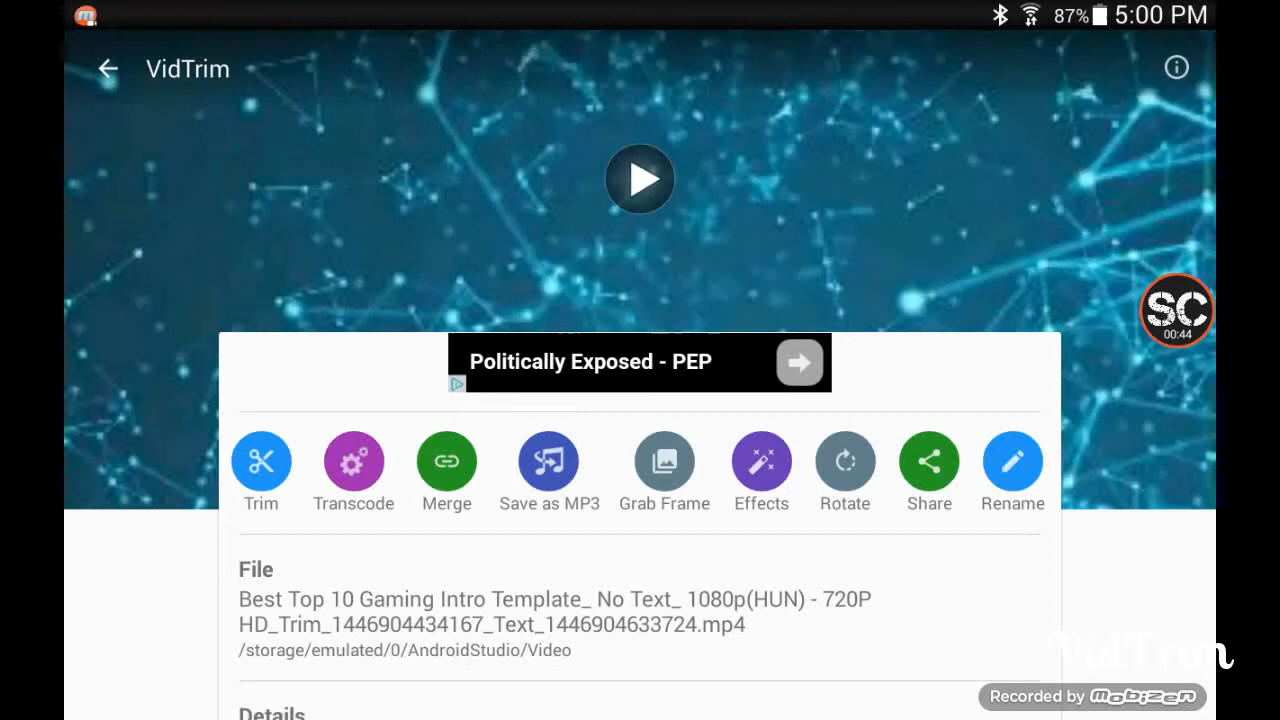 87% 5:00 PM
VidTrim
SC
00:44
Politically Exposed - PEP
Trim Transcode Merge Save as MP3 Grab Frame Effects Rotate Share Rename
File
Best Top 10 Gaming Intro Template_ No Text_ 1080p(HUN) - 720P
HD_Trim_1446904434167_Text_1446904633724.mp4
/storage/emulated/0/AndroidStudio/Video
VidTrim
Recorded by mobizen
Details